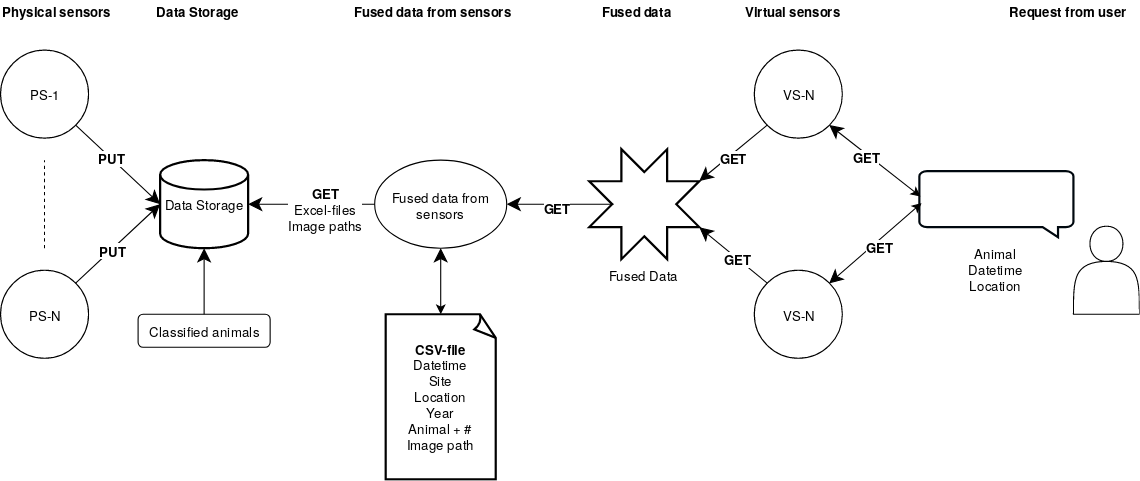 Physical sensors
Data Storage
Fused data from sensors
Fused data
Virtual sensors
Request from user
PS-1
PUT
PUT
PS-N
Data Storage
Classified animals
GET
Excel-files
Image paths
Fused data from
sensors
CSV-file
Datetime
Site
Location
Year
Animal + #
Image path
GET
Fused Data
GET
GET
VS-N
VS-N
GET
GET
Animal
Datetime
Location